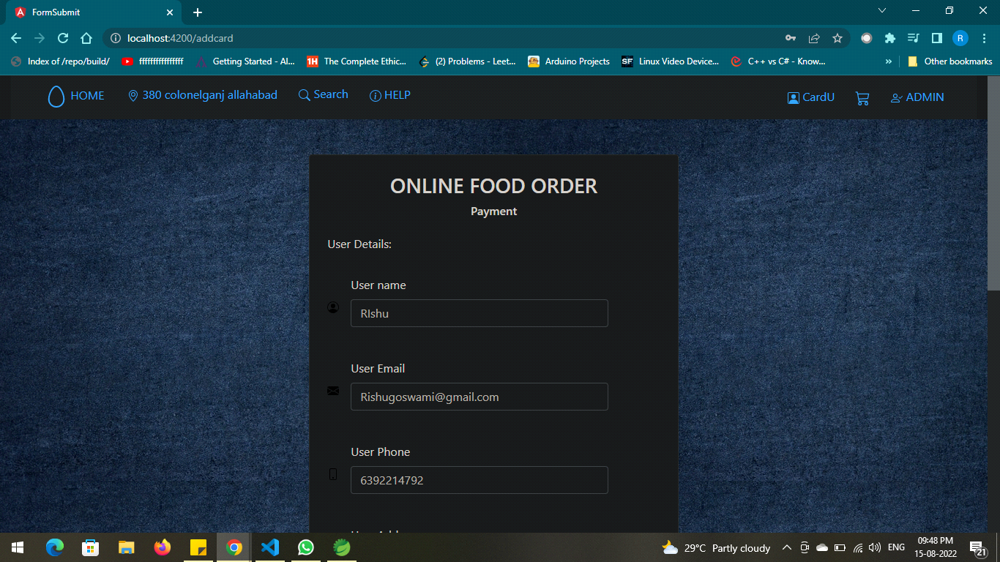 FormSubmit
localhost:4200/addcard
R
Index of /repo/build/
ffffffffffffffff
Getting Started - Al...
1H
The Complete Ethic...
(2) Problems - Leet...
Arduino Projects
SF
Linux Video Device...
C++ vs C# - Know...
»
Other bookmarks
HOME
380 colonelganj allahabad
Search
HELP
CardU
ADMIN
ONLINE FOOD ORDER
Payment
User Details:
User name
RIshu
User Email
Rishugoswami@gmail.com
User Phone
6392214792
29°C Partly cloudy
ENG
09:48 PM
15-08-2022
21